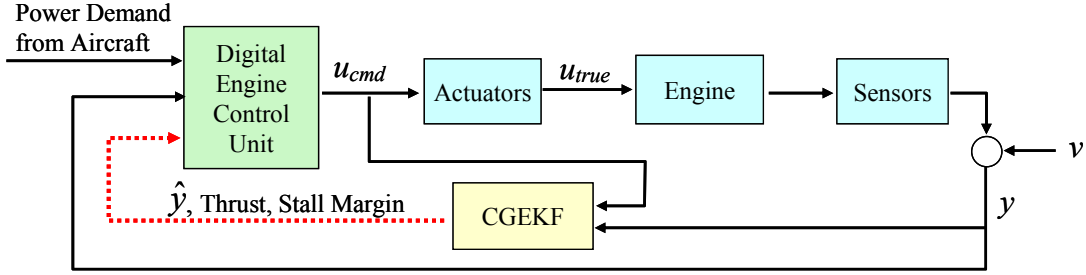 Power Demand
from Aircraft
Digital
Engine
Control
Unit
u_cmd
Actuators
u_true
Engine
Sensors
v
y
ŷ, Thrust, Stall Margin
CGEKF